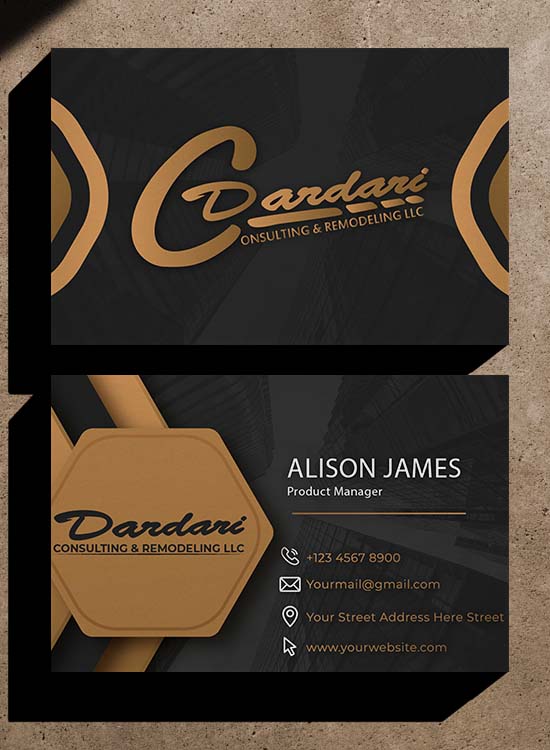 Dardari
CONSULTING & REMODELING LLC
ALISON JAMES
Product Manager
Dardari
CONSULTING & REMODELING LLC
+123 4567 8900
Yourmail@gmail.com
Your Street Address Here Street
www.yourwebsite.com